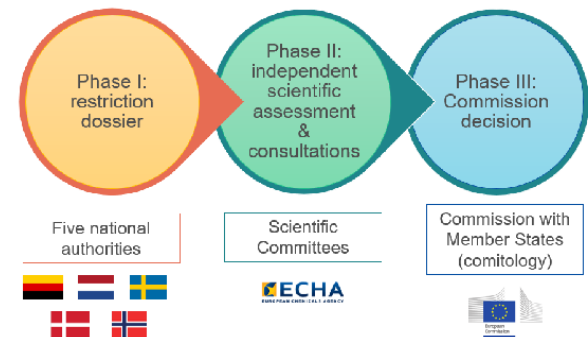 Phase I:
restriction
dossier
Phase II:
independent
scientific
assessment
&
consultations
Phase III:
Commission
decision
Five national
authorities
Scientific
Committees
Commission with
Member States
(comitology)
ECHA
EUROPEAN CHEMICALS AGENCY
European
Commission